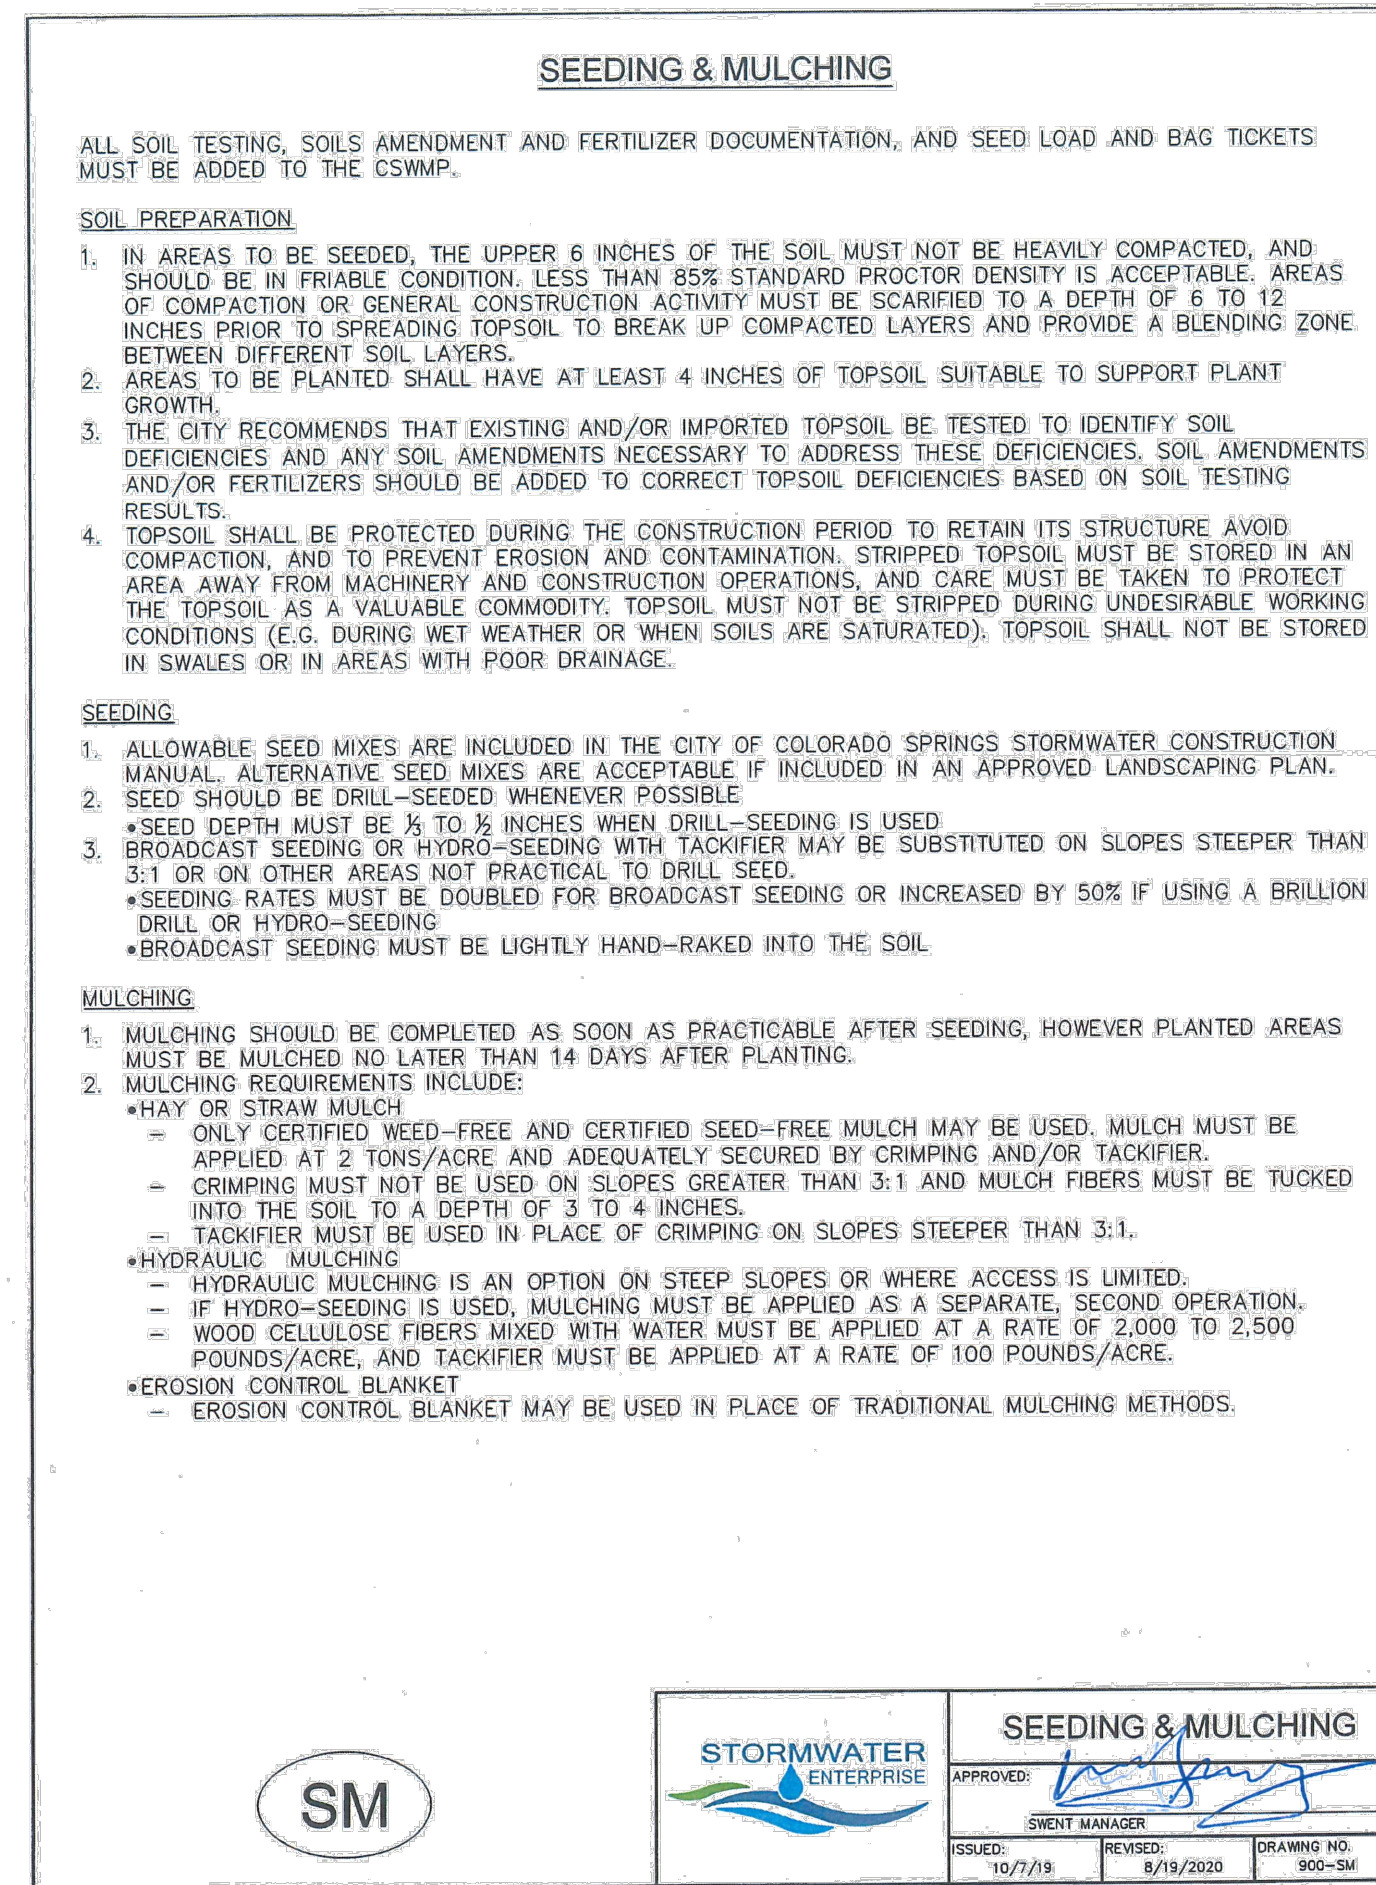 SEEDING & MULCHING
ALL SOIL TESTING, SOILS AMENDMENT AND FERTILIZER DOCUMENTATION, AND SEED LOAD AND BAG TICKETS
MUST BE ADDED TO THE CSWMP.
SOIL PREPARATION
1. IN AREAS TO BE SEEDED, THE UPPER 6 INCHES OF THE SOIL MUST NOT BE HEAVILY COMPACTED, AND
SHOULD BE IN FRIABLE CONDITION. LESS THAN 85% STANDARD PROCTOR DENSITY IS ACCEPTABLE. AREAS
OF COMPACTION OR GENERAL CONSTRUCTION ACTIVITY MUST BE SCARIFIED TO A DEPTH OF 6 TO 12
INCHES PRIOR TO SPREADING TOPSOIL TO BREAK UP COMPACTED LAYERS AND PROVIDE A BLENDING ZONE
BETWEEN DIFFERENT SOIL LAYERS.
2. AREAS TO BE PLANTED SHALL HAVE AT LEAST 4 INCHES OF TOPSOIL SUITABLE TO SUPPORT PLANT
GROWTH.
3. THE CITY RECOMMENDS THAT EXISTING AND/OR IMPORTED TOPSOIL BE TESTED TO IDENTIFY SOIL
DEFICIENCIES AND ANY SOIL AMENDMENTS NECESSARY TO ADDRESS THESE DEFICIENCIES. SOIL AMENDMENTS
AND/OR FERTILIZERS SHOULD BE ADDED TO CORRECT TOPSOIL DEFICIENCIES BASED ON SOIL TESTING
RESULTS.
4. TOPSOIL SHALL BE PROTECTED DURING THE CONSTRUCTION PERIOD TO RETAIN ITS STRUCTURE AVOID
COMPACTION, AND TO PREVENT EROSION AND CONTAMINATION. STRIPPED TOPSOIL MUST BE STORED IN AN
AREA AWAY FROM MACHINERY AND CONSTRUCTION OPERATIONS, AND CARE MUST BE TAKEN TO PROTECT
THE TOPSOIL AS A VALUABLE COMMODITY. TOPSOIL MUST NOT BE STRIPPED DURING UNDESIRABLE WORKING
CONDITIONS (E.G. DURING WET WEATHER OR WHEN SOILS ARE SATURATED). TOPSOIL SHALL NOT BE STORED
IN SWALES OR IN AREAS WITH POOR DRAINAGE.
SEEDING
1. ALLOWABLE SEED MIXES ARE INCLUDED IN THE CITY OF COLORADO SPRINGS STORMWATER CONSTRUCTION
MANUAL. ALTERNATIVE SEED MIXES ARE ACCEPTABLE IF INCLUDED IN AN APPROVED LANDSCAPING PLAN.
2. SEED SHOULD BE DRILL-SEEDED WHENEVER POSSIBLE
•SEED DEPTH MUST BE ⅓ TO ½ INCHES WHEN DRILL-SEEDING IS USED
3. BROADCAST SEEDING OR HYDRO-SEEDING WITH TACKIFIER MAY BE SUBSTITUTED ON SLOPES STEEPER THAN
3:1 OR ON OTHER AREAS NOT PRACTICAL TO DRILL SEED.
•SEEDING RATES MUST BE DOUBLED FOR BROADCAST SEEDING OR INCREASED BY 50% IF USING A BRILLION
DRILL OR HYDRO-SEEDING
•BROADCAST SEEDING MUST BE LIGHTLY HAND-RAKED INTO THE SOIL
MULCHING
1. MULCHING SHOULD BE COMPLETED AS SOON AS PRACTICABLE AFTER SEEDING, HOWEVER PLANTED AREAS
MUST BE MULCHED NO LATER THAN 14 DAYS AFTER PLANTING.
2. MULCHING REQUIREMENTS INCLUDE:
•HAY OR STRAW MULCH
- ONLY CERTIFIED WEED-FREE AND CERTIFIED SEED-FREE MULCH MAY BE USED. MULCH MUST BE
APPLIED AT 2 TONS/ACRE AND ADEQUATELY SECURED BY CRIMPING AND/OR TACKIFIER.
- CRIMPING MUST NOT BE USED ON SLOPES GREATER THAN 3:1 AND MULCH FIBERS MUST BE TUCKED
INTO THE SOIL TO A DEPTH OF 3 TO 4 INCHES.
- TACKIFIER MUST BE USED IN PLACE OF CRIMPING ON SLOPES STEEPER THAN 3:1.
•HYDRAULIC MULCHING
- HYDRAULIC MULCHING IS AN OPTION ON STEEP SLOPES OR WHERE ACCESS IS LIMITED.
- IF HYDRO-SEEDING IS USED, MULCHING MUST BE APPLIED AS A SEPARATE, SECOND OPERATION.
- WOOD CELLULOSE FIBERS MIXED WITH WATER MUST BE APPLIED AT A RATE OF 2,000 TO 2,500
POUNDS/ACRE, AND TACKIFIER MUST BE APPLIED AT A RATE OF 100 POUNDS/ACRE.
•EROSION CONTROL BLANKET
- EROSION CONTROL BLANKET MAY BE USED IN PLACE OF TRADITIONAL MULCHING METHODS.
SM
STORMWATER
ENTERPRISE
SEEDING & MULCHING
APPROVED:
SWENT MANAGER
ISSUED: 10/7/19
REVISED: 8/19/2020
DRAWING NO. 900-SM